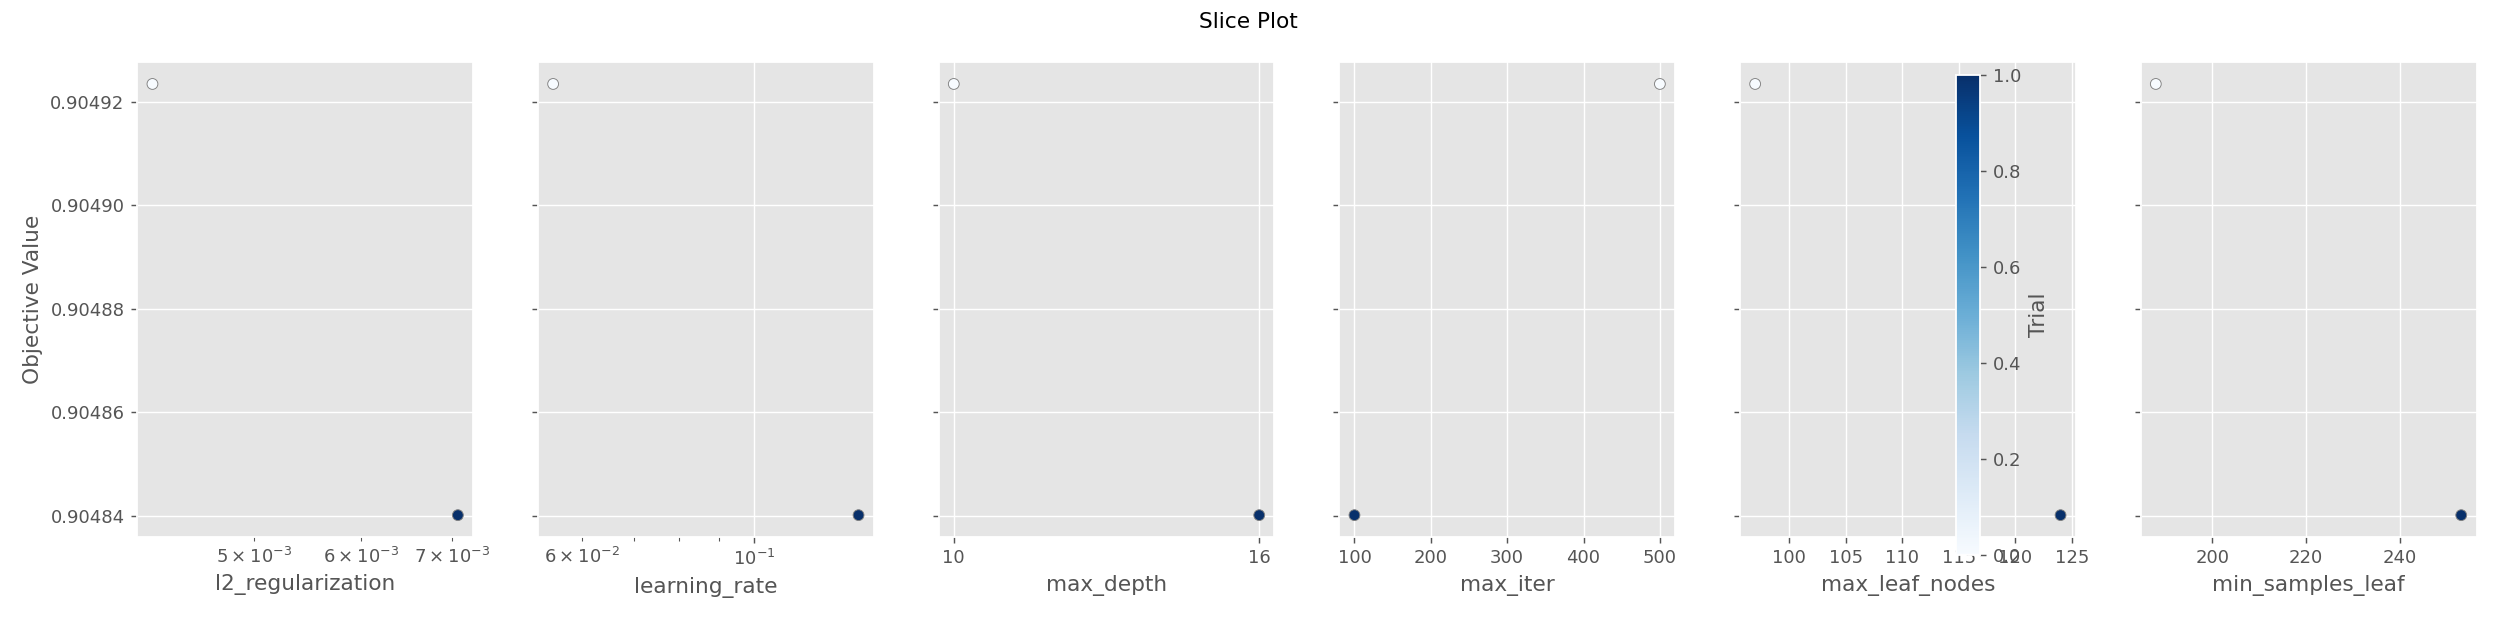 Slice Plot
Objective Value
0.90492
0.90490
0.90488
0.90486
0.90484
5 × 10⁻³ 6 × 10⁻³ 7 × 10⁻³
l2_regularization
6 × 10⁻² 10⁻¹
learning_rate
10 16
max_depth
100 200 300 400 500
max_iter
100 105 110 115 120 125
max_leaf_nodes
1.0
0.8
0.6
0.4
0.2
Trial
200 220 240
min_samples_leaf